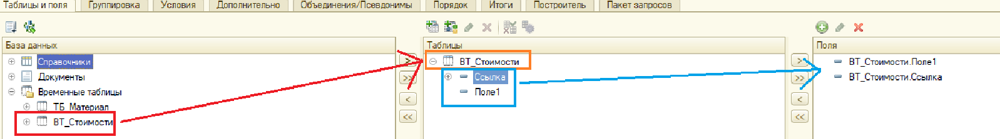 Таблицы и поля Группировка Условия Дополнительно Объединения/Псевдонимы Порядок Итоги Построитель Пакет запросов
База данных
Справочники
Документы
Временные таблицы
ТБ_Материал
ВТ_Стоимости
>
>>
<
<<
Таблицы
ВТ_Стоимости
Ссылка
Поле1
>
>>
<
<<
Поля
ВТ_Стоимости.Поле1
ВТ_Стоимости.Ссылка